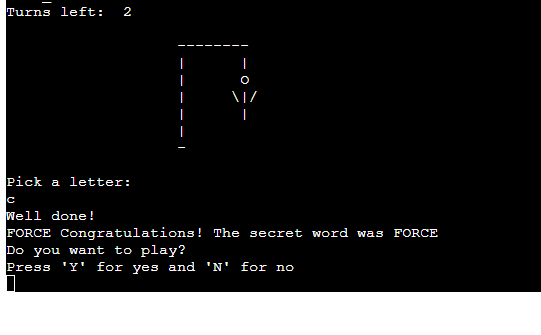 Turns left:  2
Pick a letter:
c
Well done!
FORCE Congratulations! The secret word was FORCE
Do you want to play?
Press 'Y' for yes and 'N' for no